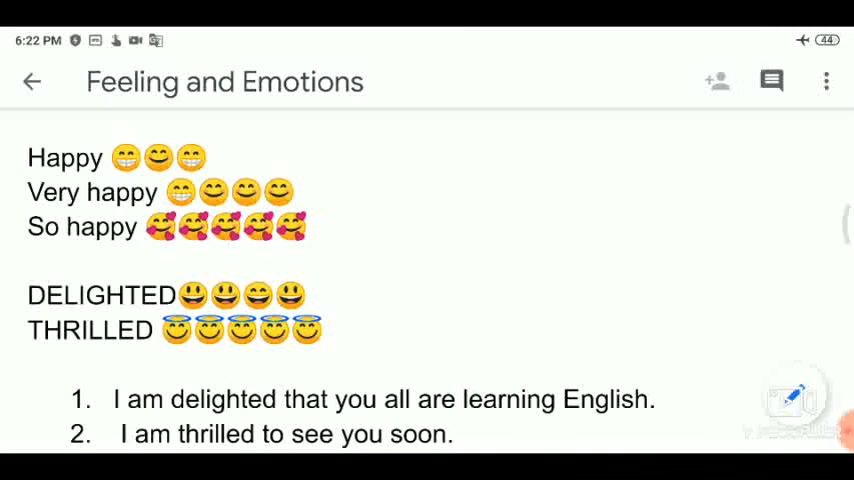 6:22 PM 44
Feeling and Emotions
Happy 😁😊😁
Very happy 😁😊😊😊
So happy 🥰🥰🥰🥰🥰
DELIGHTED😃😃😄😃
THRILLED 😇😇😇😇😇
1. I am delighted that you all are learning English.
2. I am thrilled to see you soon.